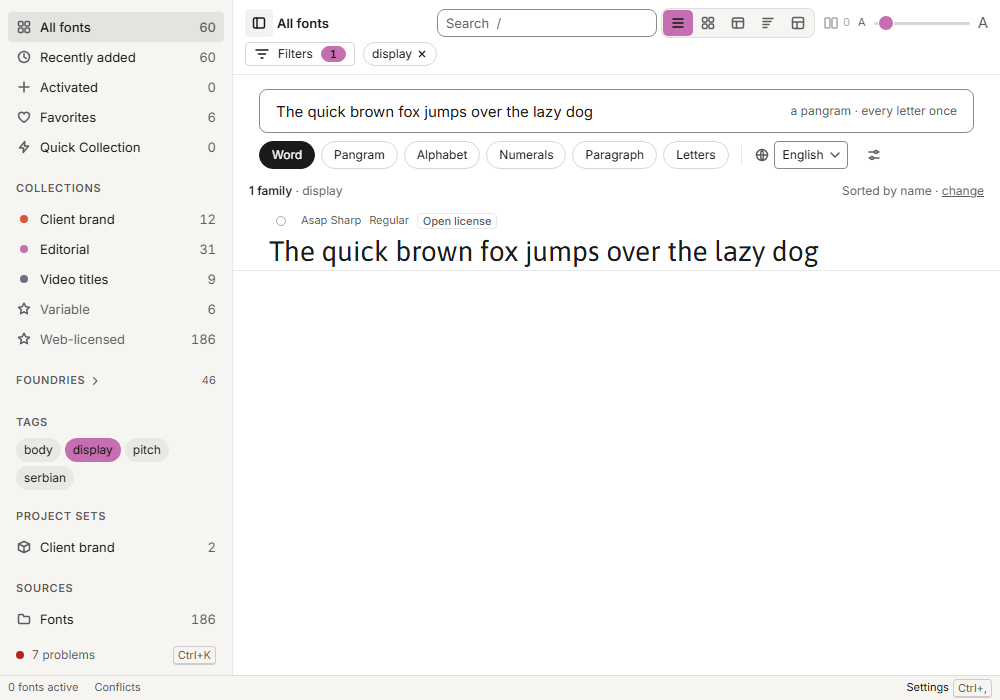 All fonts 60
Recently added 60
Activated 0
Favorites 6
Quick Collection 0
COLLECTIONS
Client brand 12
Editorial 31
Video titles 9
Variable 6
Web-licensed 186
FOUNDRIES 46
TAGS
body display pitch
serbian
PROJECT SETS
Client brand 2
SOURCES
Fonts 186
7 problems Ctrl+K
All fonts Search / 0 A A
Filters 1 display ×
The quick brown fox jumps over the lazy dog a pangram · every letter once
Word Pangram Alphabet Numerals Paragraph Letters English
1 family · display Sorted by name · change
Asap Sharp Regular Open license
The quick brown fox jumps over the lazy dog
0 fonts active Conflicts Settings Ctrl+,